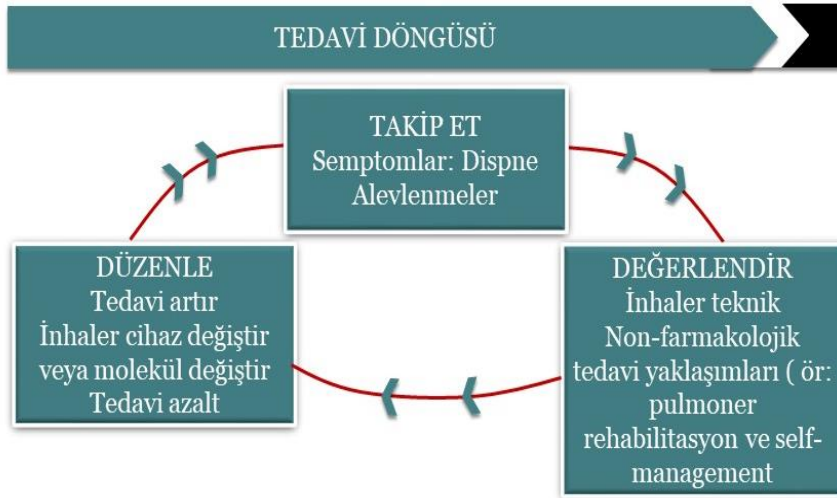 TEDAVİ DÖNGÜSÜ
TAKİP ET
Semptomlar: Dispne
Alevlenmeler
DÜZENLE
Tedavi artır
İnhaler cihaz değiştir
veya molekül değiştir
Tedavi azalt
DEĞERLENDİR
İnhaler teknik
Non-farmakolojik
tedavi yaklaşımları ( ör:
pulmoner
rehabilitasyon ve self-
management